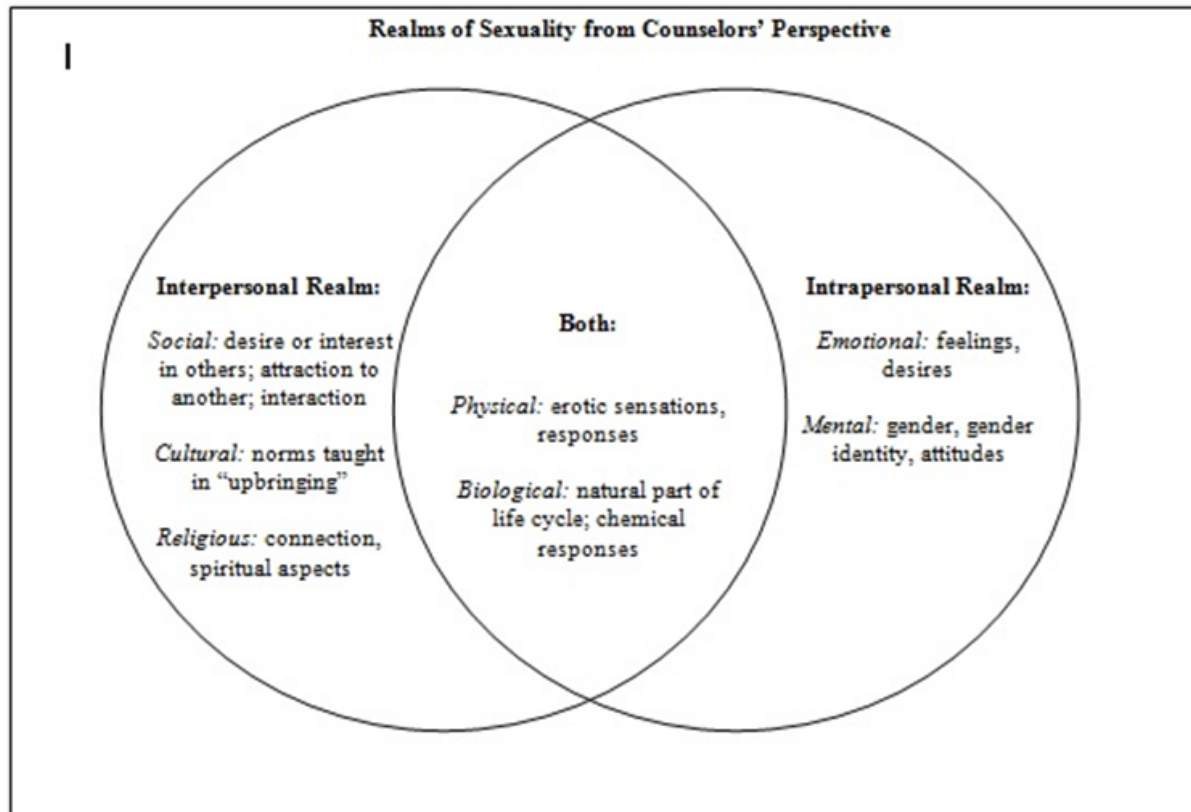 Realms of Sexuality from Counselors' Perspective
Interpersonal Realm:
Social: desire or interest
in others; attraction to
another; interaction
Cultural: norms taught
in "upbringing"
Religious: connection,
spiritual aspects
Both:
Physical: erotic sensations,
responses
Biological: natural part of
life cycle; chemical
responses
Intrapersonal Realm:
Emotional: feelings,
desires
Mental: gender, gender
identity, attitudes